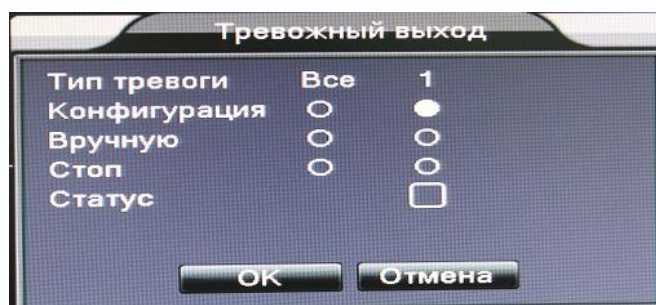 Тревожный выход
Тип тревоги Все 1
Конфигурация
Вручную
Стоп
Статус
OK Отмена